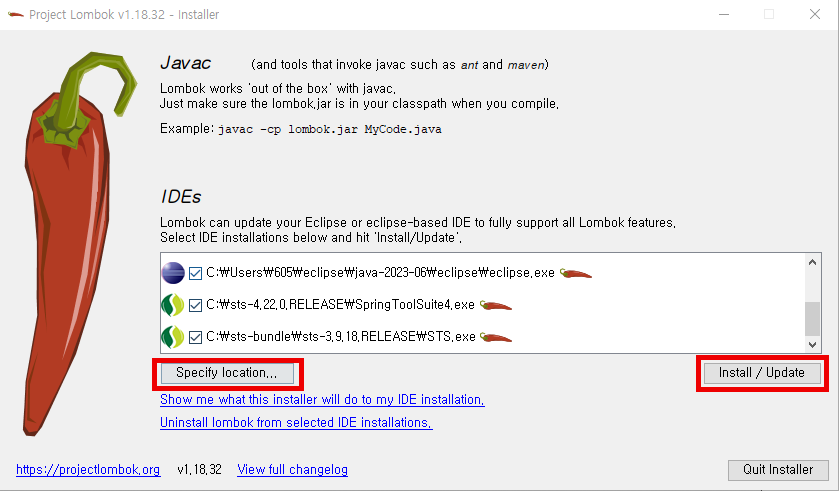 Project Lombok v1.18.32 - Installer
Javac (and tools that invoke javac such as ant and maven)
Lombok works 'out of the box' with javac.
Just make sure the lombok.jar is in your classpath when you compile.
Example: javac -cp lombok.jar MyCode.java
IDEs
Lombok can update your Eclipse or eclipse-based IDE to fully support all Lombok features.
Select IDE installations below and hit 'Install/Update'.
C:₩Users₩605₩eclipse₩java-2023-06₩eclipse₩eclipse.exe
C:₩sts-4.22.0.RELEASE₩SpringToolSuite4.exe
C:₩sts-bundle₩sts-3.9.18.RELEASE₩STS.exe
Specify location... Install / Update
Show me what this installer will do to my IDE installation.
Uninstall lombok from selected IDE installations.
https://projectlombok.org v1.18.32 View full changelog Quit Installer